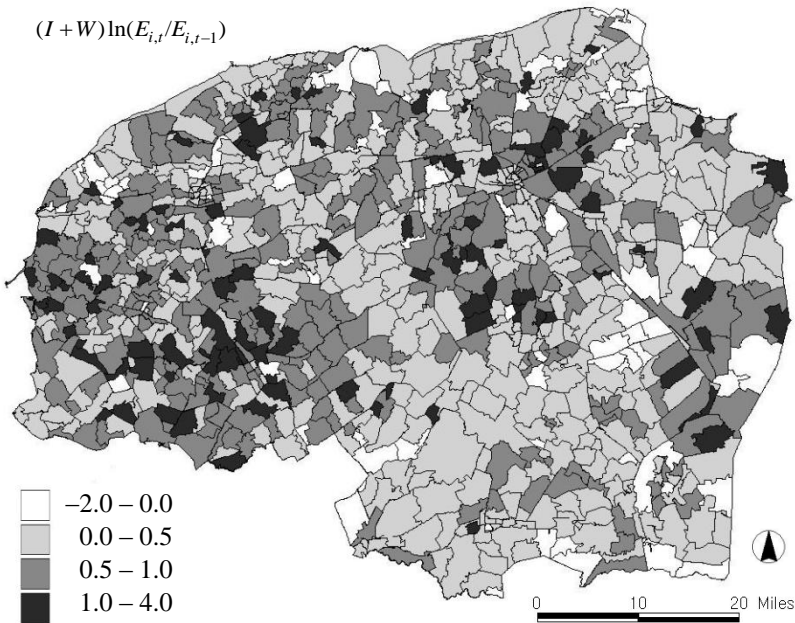 (I + W) ln(E_{i,t}/E_{i,t−1})
−2.0 – 0.0
0.0 – 0.5
0.5 – 1.0
1.0 – 4.0
0 10 20 Miles